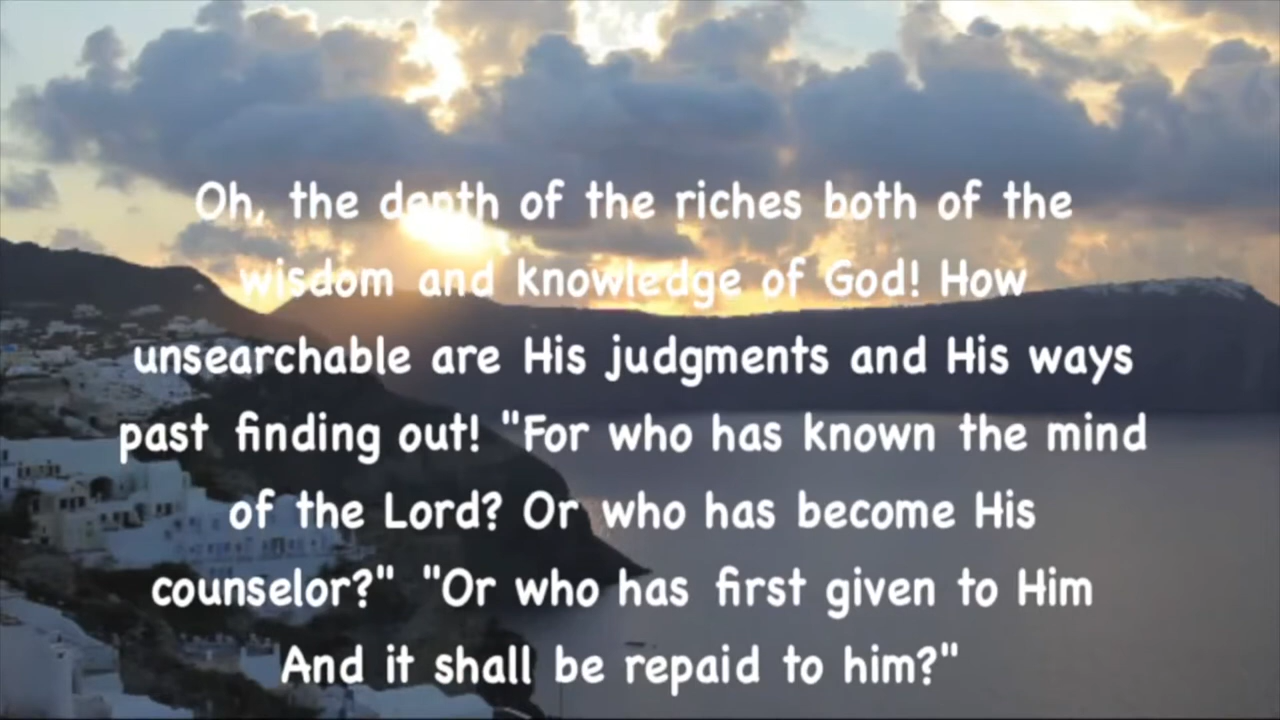 Oh, the depth of the riches both of the
wisdom and knowledge of God! How
unsearchable are His judgments and His ways
past finding out! "For who has known the mind
of the Lord? Or who has become His
counselor?" "Or who has first given to Him
And it shall be repaid to him?"